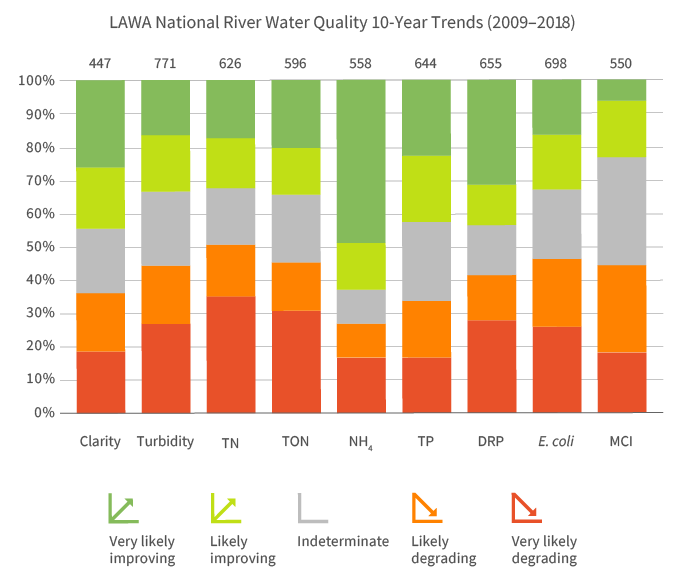 LAWA National River Water Quality 10-Year Trends (2009–2018)
447 771 626 596 558 644 655 698 550
100%
90%
80%
70%
60%
50%
40%
30%
20%
10%
0%
Clarity Turbidity TN TON NH4 TP DRP E. coli MCI
Very likely improving
Likely improving
Indeterminate
Likely degrading
Very likely degrading